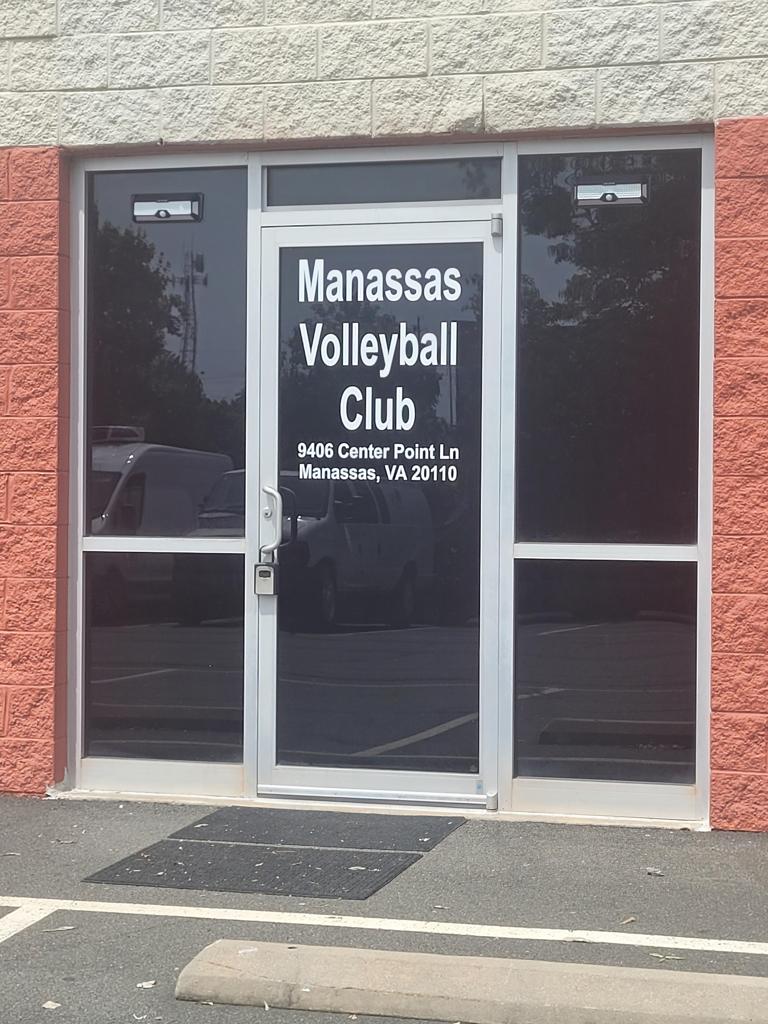 Manassas
Volleyball
Club
9406 Center Point Ln
Manassas, VA 20110